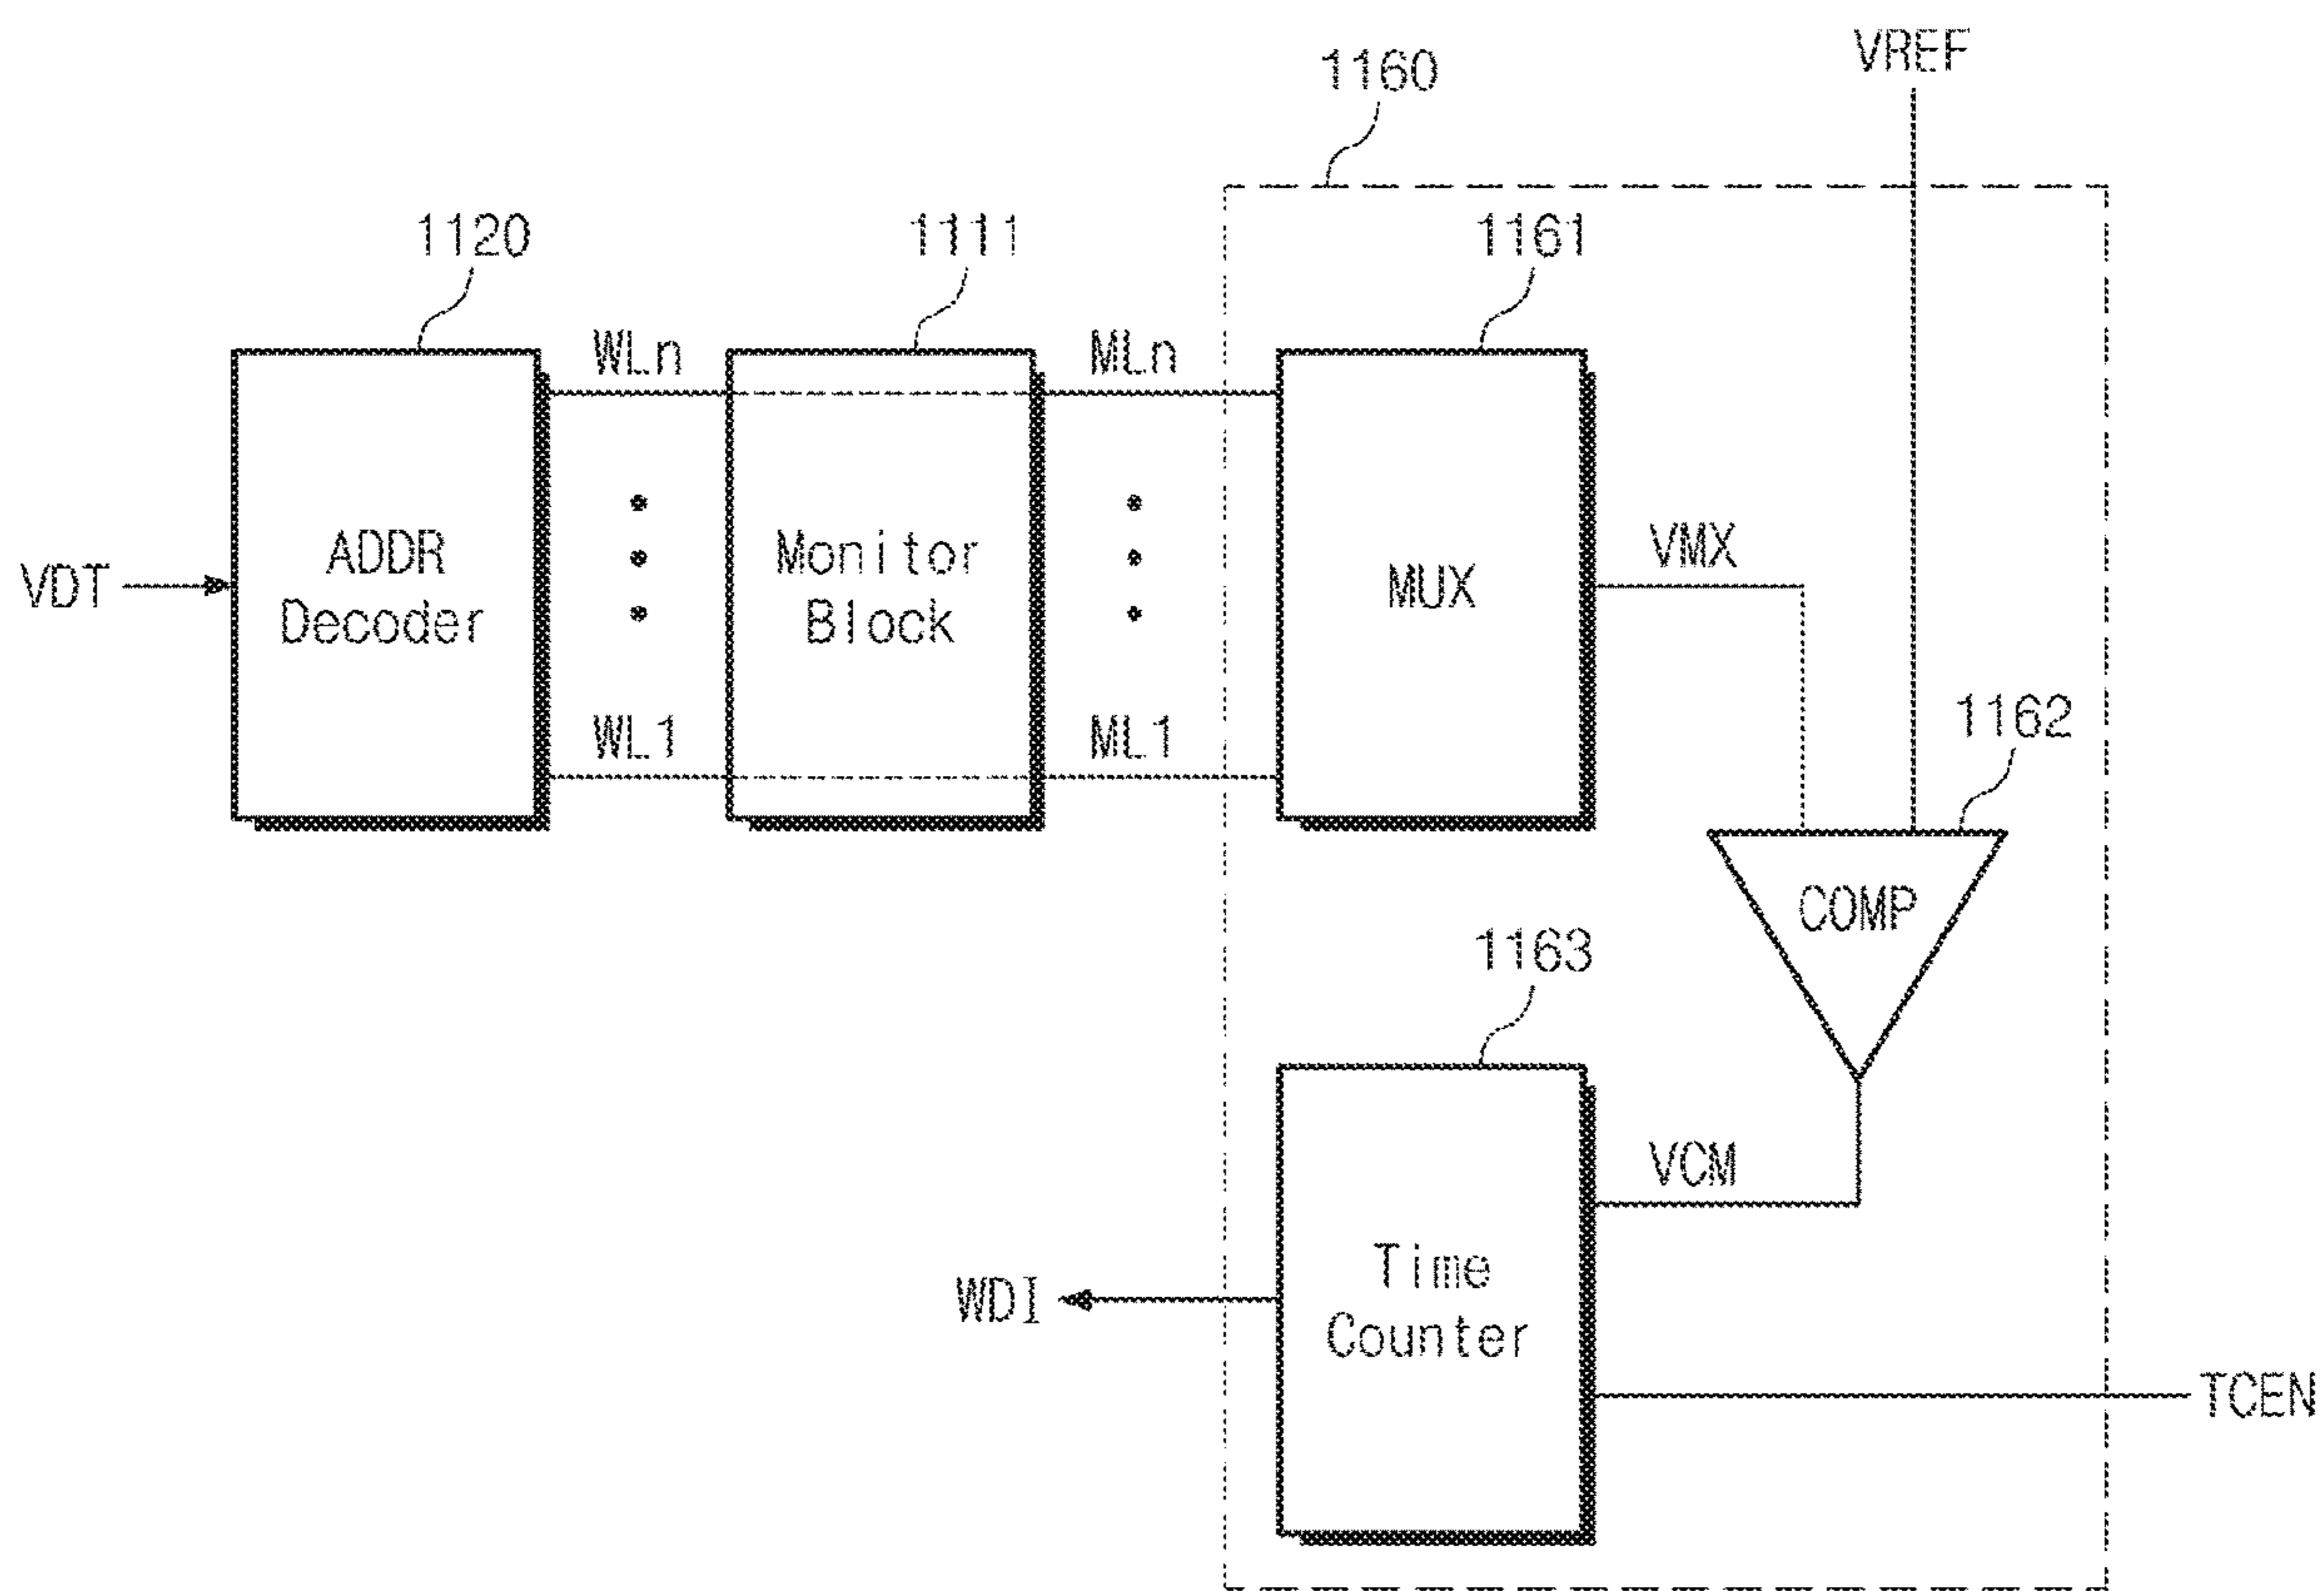 VREF
1160
1120
1111
1161
WLn
MLn
VDT
ADDR
Decoder
Monitor
Block
MUX
VMX
WL1
ML1
1162
COMP
1163
VCM
Time
Counter
WDI
TCEN